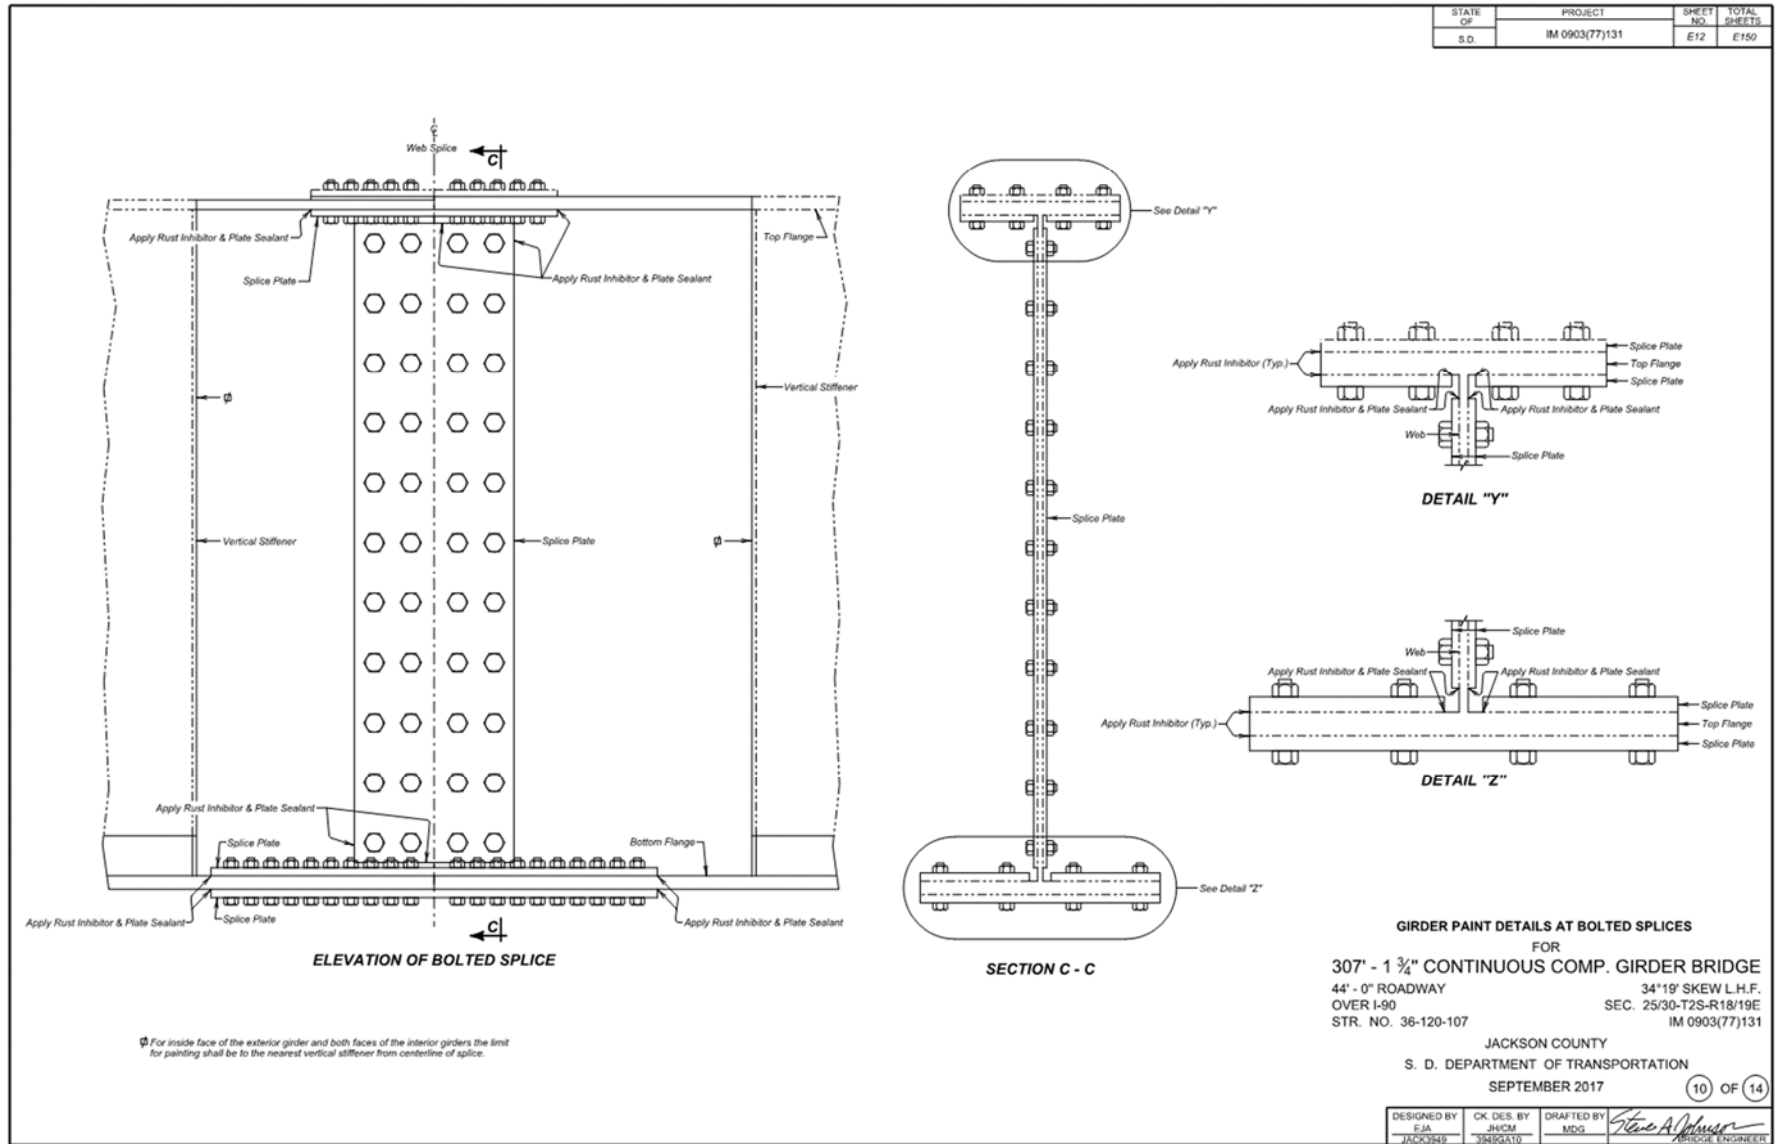 STATE OF
PROJECT
SHEET NO.
TOTAL SHEETS
S.D.
IM 0903(77)131
E12
E150
℄
Web Splice
C
Apply Rust Inhibitor & Plate Sealant
Splice Plate
Apply Rust Inhibitor & Plate Sealant
Top Flange
Vertical Stiffener
ⱷ
Vertical Stiffener
Splice Plate
ⱷ
Apply Rust Inhibitor & Plate Sealant
Splice Plate
Bottom Flange
Apply Rust Inhibitor & Plate Sealant
Splice Plate
Apply Rust Inhibitor & Plate Sealant
C
ELEVATION OF BOLTED SPLICE
ⱷ For inside face of the exterior girder and both faces of the interior girders the limit
for painting shall be to the nearest vertical stiffener from centerline of splice.
See Detail "Y"
Splice Plate
See Detail "Z"
SECTION C - C
Apply Rust Inhibitor (Typ.)
Splice Plate
Top Flange
Splice Plate
Apply Rust Inhibitor & Plate Sealant
Apply Rust Inhibitor & Plate Sealant
Web
Splice Plate
DETAIL "Y"
Splice Plate
Web
Apply Rust Inhibitor & Plate Sealant
Apply Rust Inhibitor & Plate Sealant
Apply Rust Inhibitor (Typ.)
Splice Plate
Top Flange
Splice Plate
DETAIL "Z"
GIRDER PAINT DETAILS AT BOLTED SPLICES
FOR
307' - 1 ¾" CONTINUOUS COMP. GIRDER BRIDGE
44' - 0" ROADWAY
34°19' SKEW L.H.F.
OVER I-90
SEC. 25/30-T2S-R18/19E
STR. NO. 36-120-107
IM 0903(77)131
JACKSON COUNTY
S. D. DEPARTMENT OF TRANSPORTATION
SEPTEMBER 2017
10 OF 14
DESIGNED BY
EJA
JACK3949
CK. DES. BY
JH/CM
3949GA10
DRAFTED BY
MDG
Steve A Johnson
BRIDGE ENGINEER